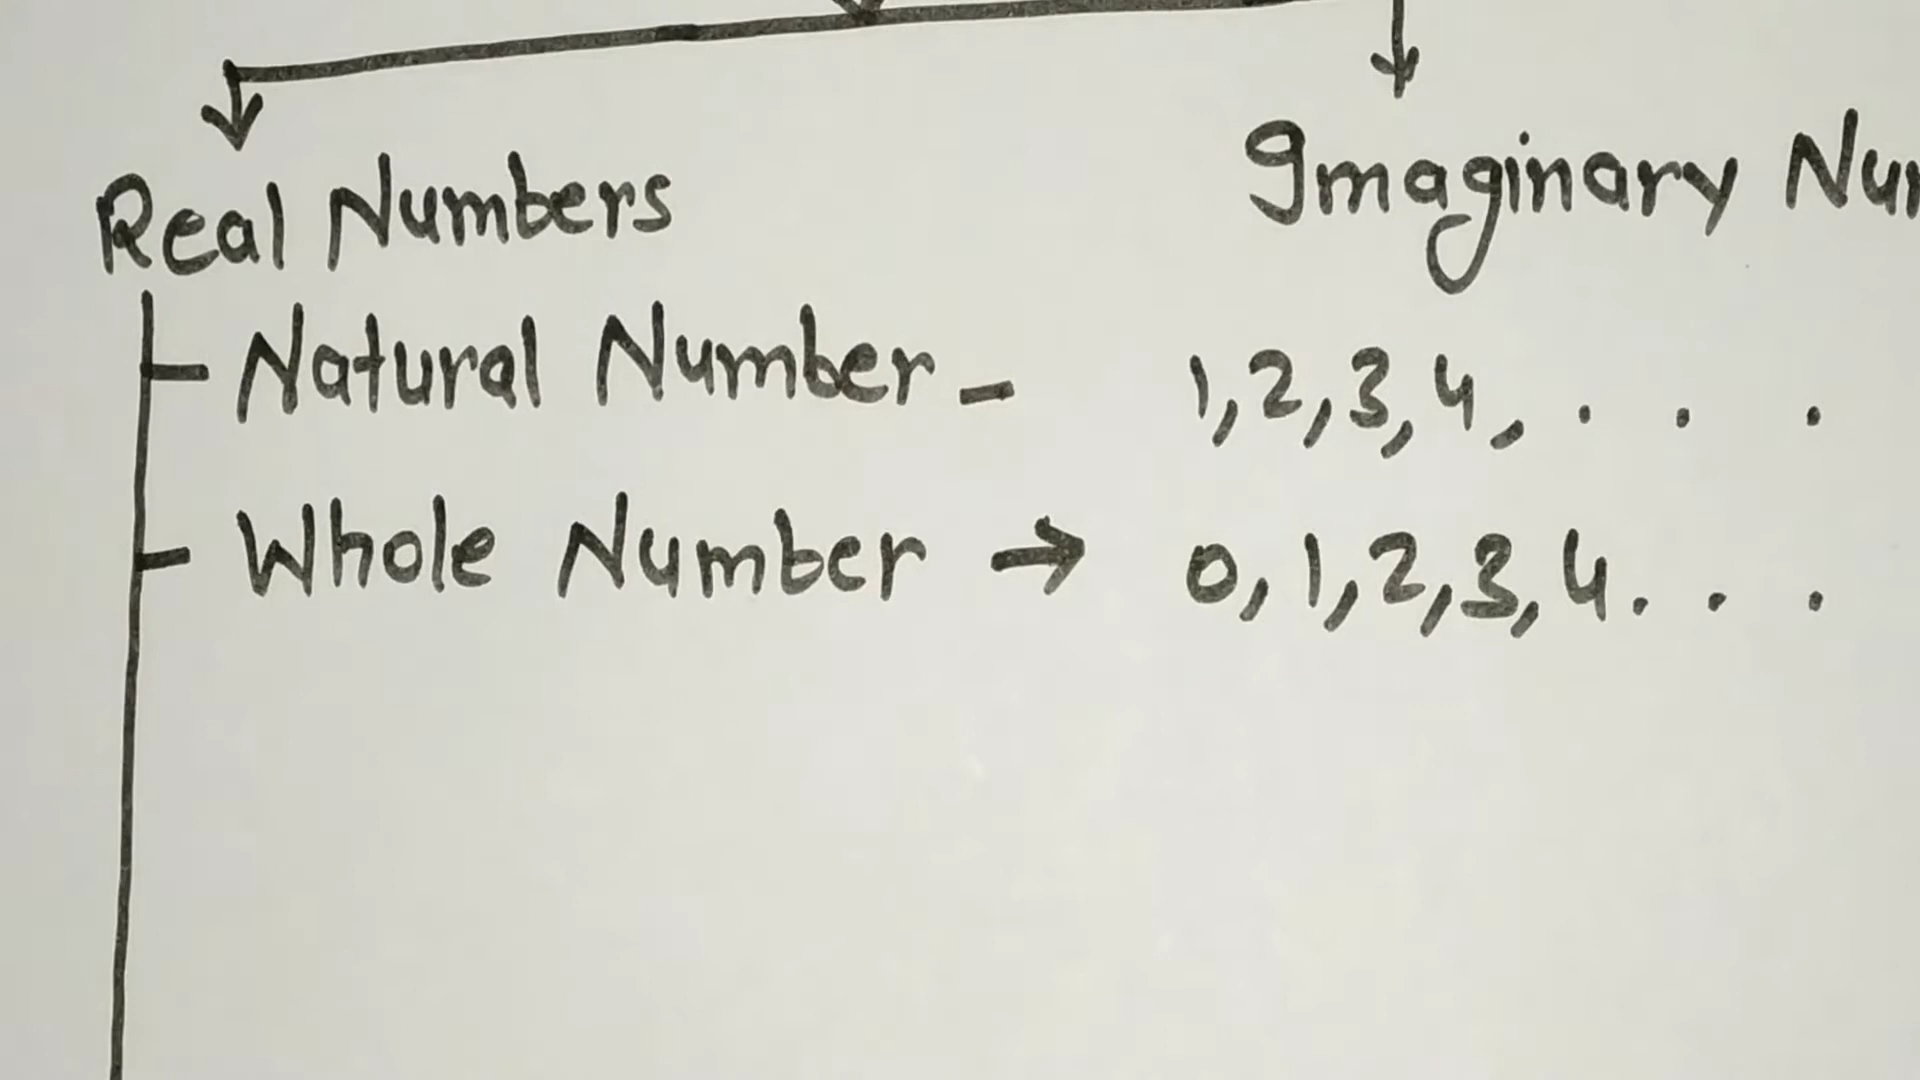 Real Numbers
Imaginary
Natural Number - 1,2,3,4, . . .
Whole Number → 0,1,2,3,4. . .